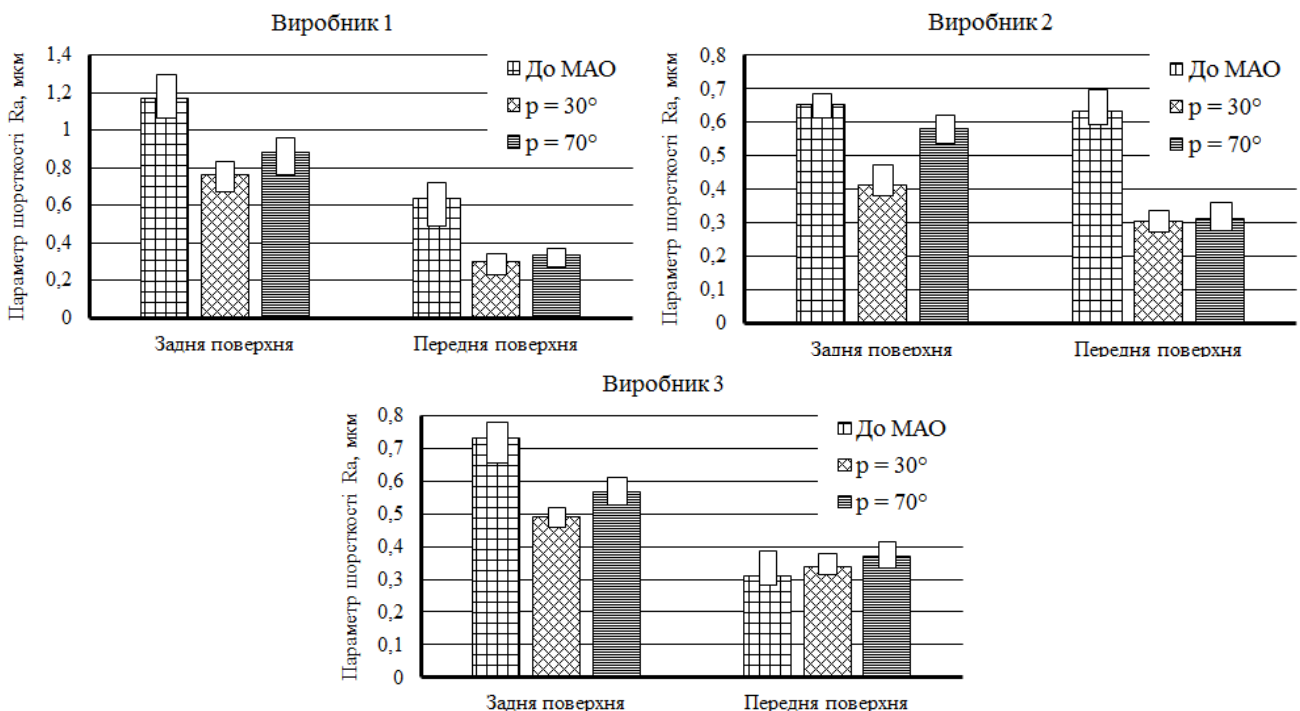 Виробник 1
Параметр шорсткості Ra, мкм
1,4
1,2
1
0,8
0,6
0,4
0,2
0
До МАО
р = 30°
р = 70°
Задня поверхня
Передня поверхня
Виробник 2
Параметр шорсткості Ra, мкм
0,8
0,7
0,6
0,5
0,4
0,3
0,2
0,1
0
До МАО
р = 30°
р = 70°
Задня поверхня
Передня поверхня
Виробник 3
Параметр шорсткості Ra, мкм
0,8
0,7
0,6
0,5
0,4
0,3
0,2
0,1
0
До МАО
р = 30°
р = 70°
Задня поверхня
Передня поверхня